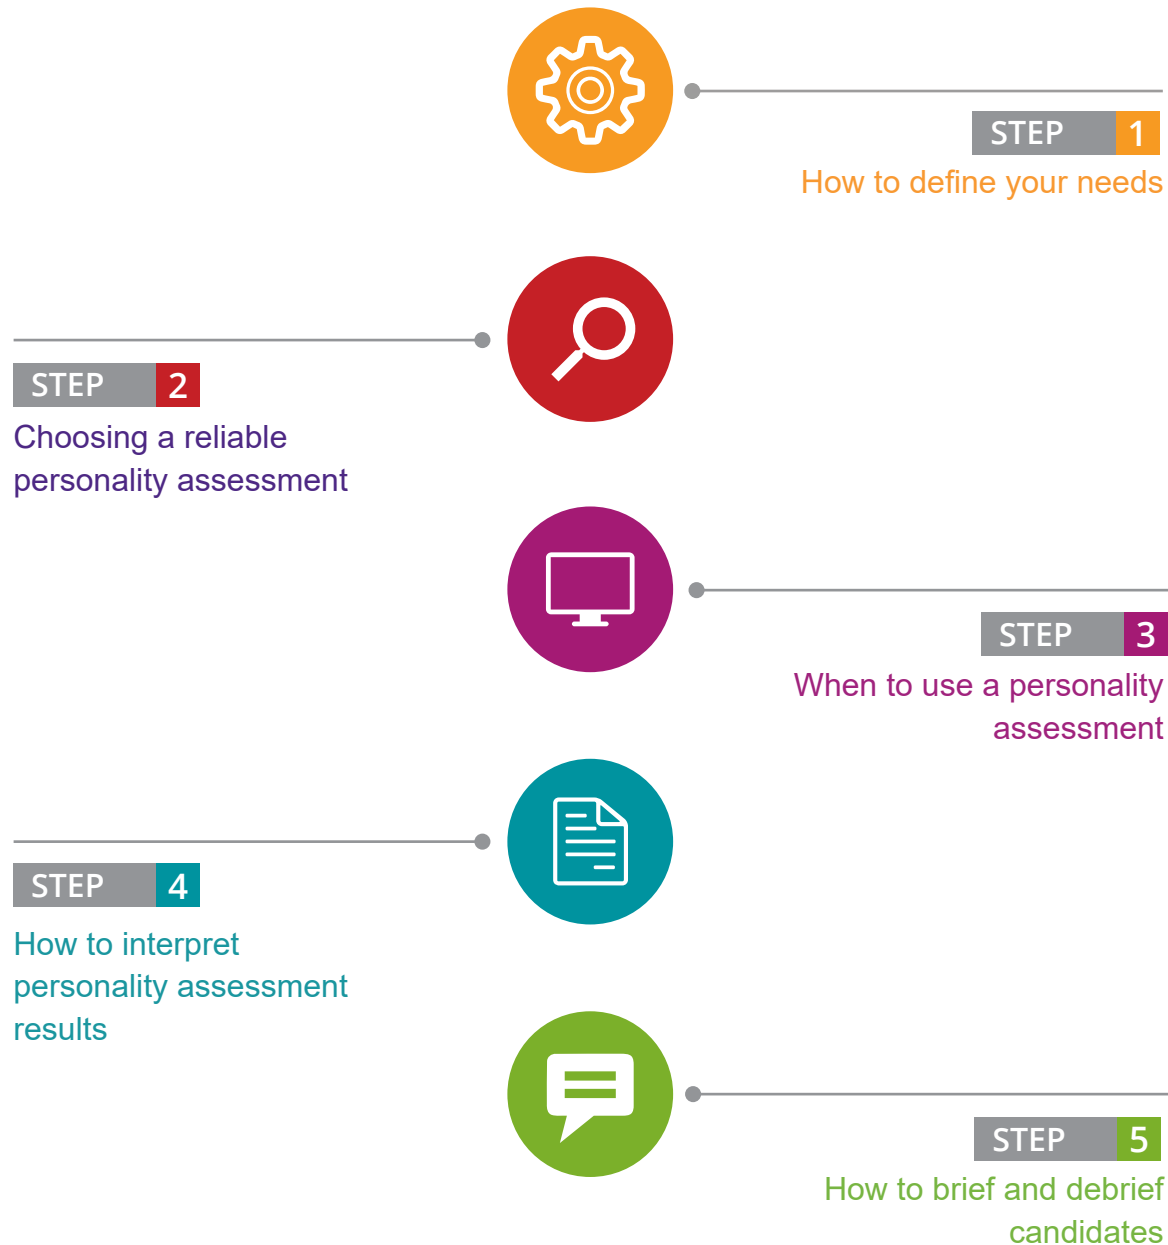 STEP 1
How to define your needs
STEP 2
Choosing a reliable
personality assessment
STEP 3
When to use a personality
assessment
STEP 4
How to interpret
personality assessment
results
STEP 5
How to brief and debrief
candidates